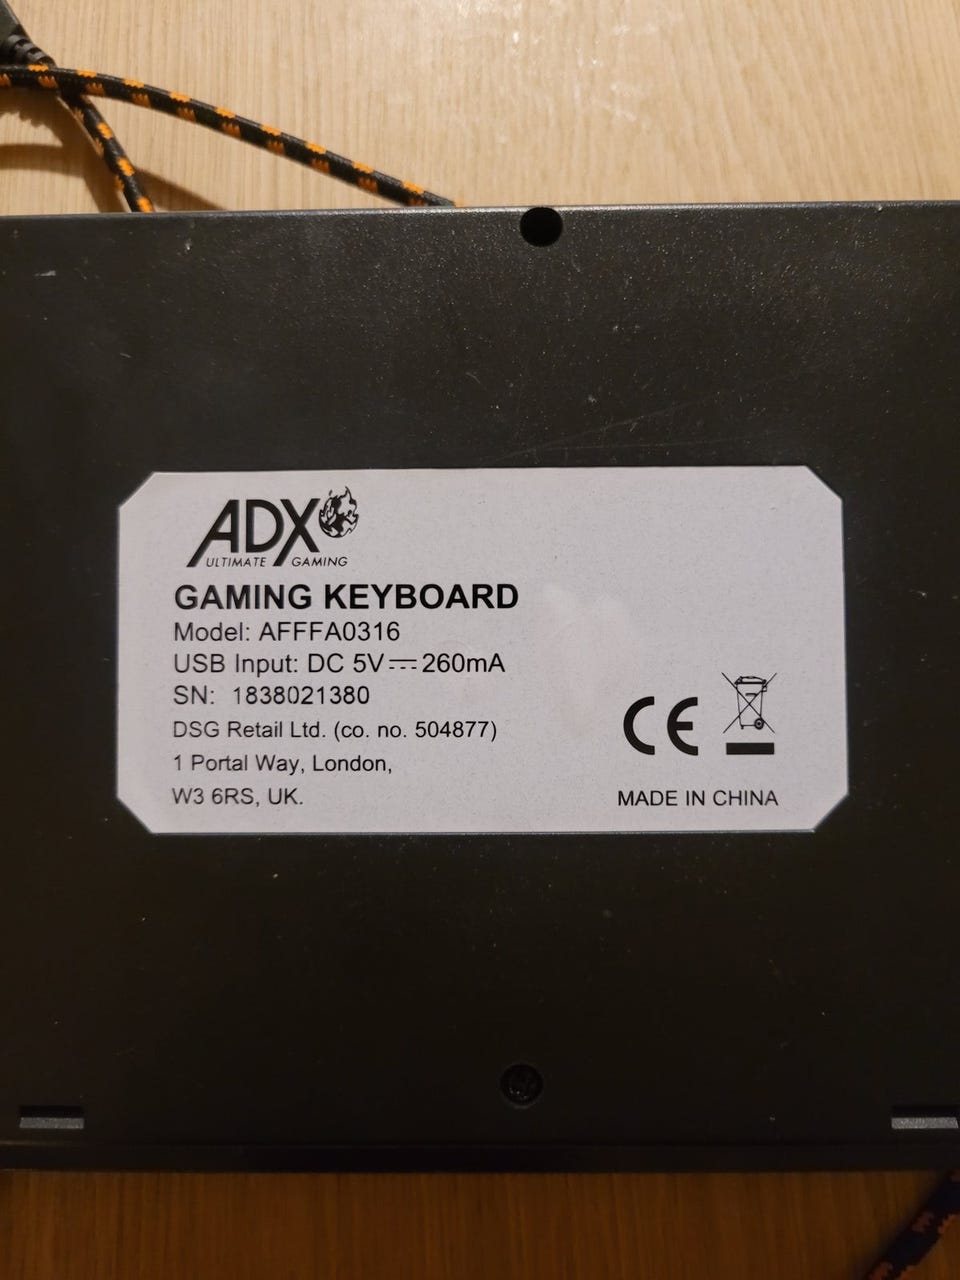 ADX
ULTIMATE GAMING
GAMING KEYBOARD
Model: AFFFA0316
USB Input: DC 5V⎓260mA
SN: 1838021380
DSG Retail Ltd. (co. no. 504877)
1 Portal Way, London,
W3 6RS, UK.
CE
MADE IN CHINA